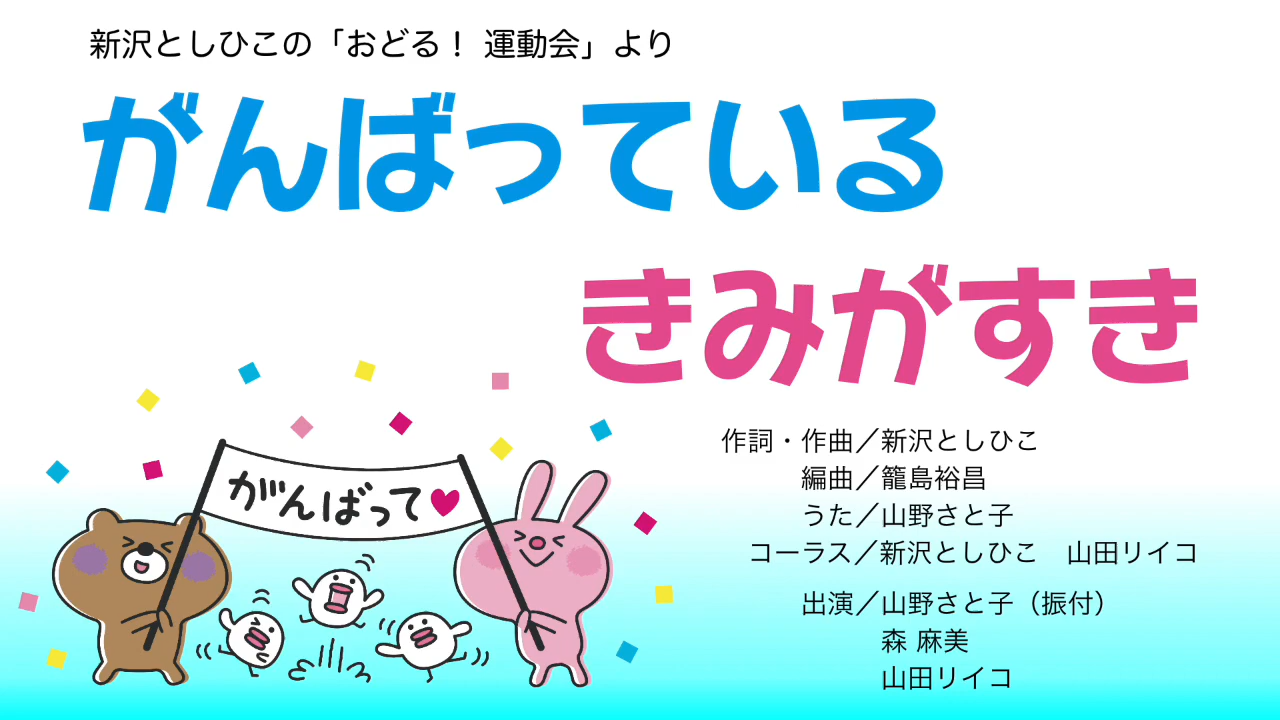 新沢としひこの「おどる！ 運動会」より
がんばっている
きみがすき
がんばって♥
作詞・作曲／新沢としひこ
編曲／籠島裕昌
うた／山野さと子
コーラス／新沢としひこ　山田リイコ
出演／山野さと子（振付）
森 麻美
山田リイコ